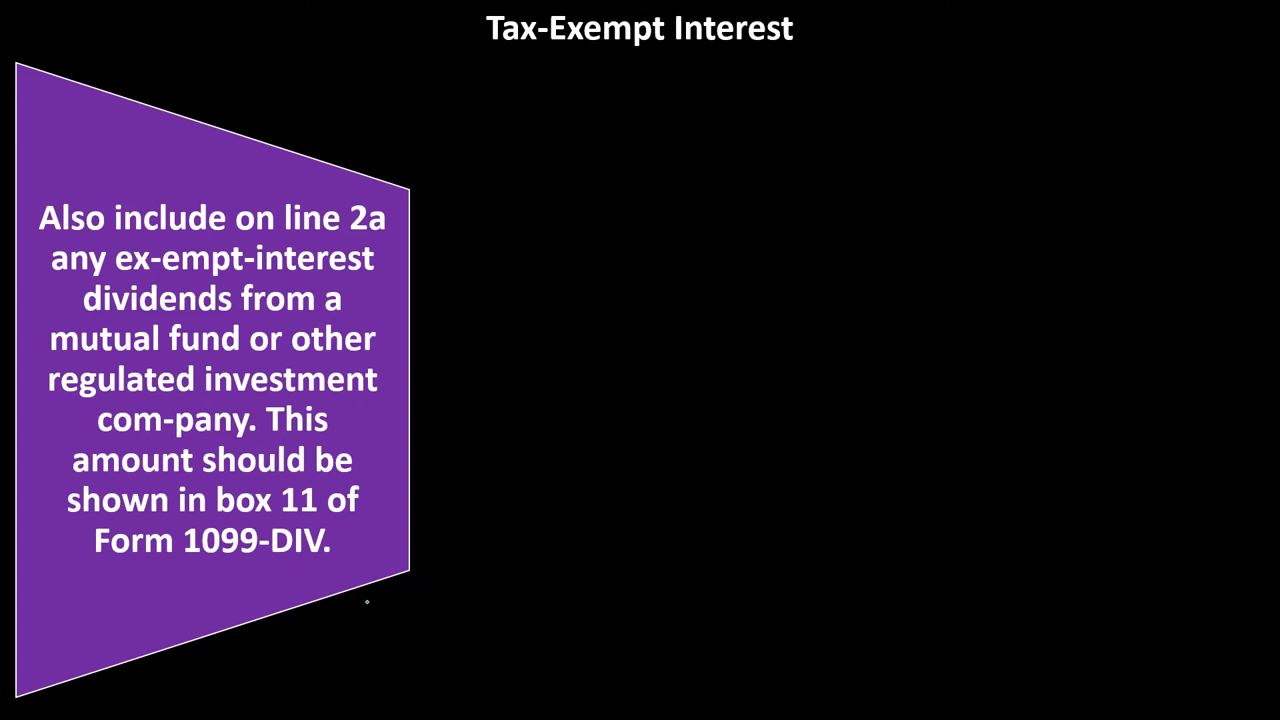 Tax-Exempt Interest
Also include on line 2a
any ex-empt-interest
dividends from a
mutual fund or other
regulated investment
com-pany. This
amount should be
shown in box 11 of
Form 1099-DIV.